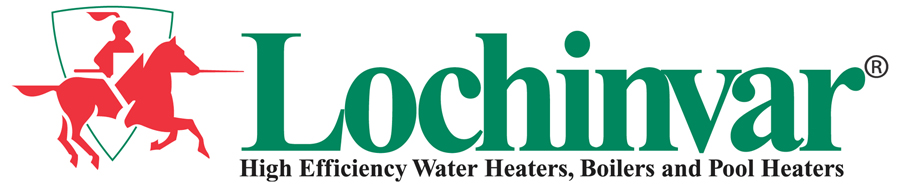 Lochinvar®
High Efficiency Water Heaters, Boilers and Pool Heaters